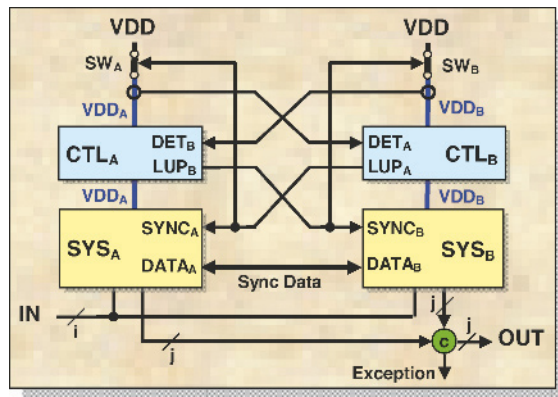 VDD VDD
SWA SWB
VDDA VDDB
CTLA DETB LUPB DETA LUPA CTLB
VDDA VDDB
SYSA SYNCA DATAA SYNCB DATAB SYSB
Sync Data
IN i j j c j OUT
Exception